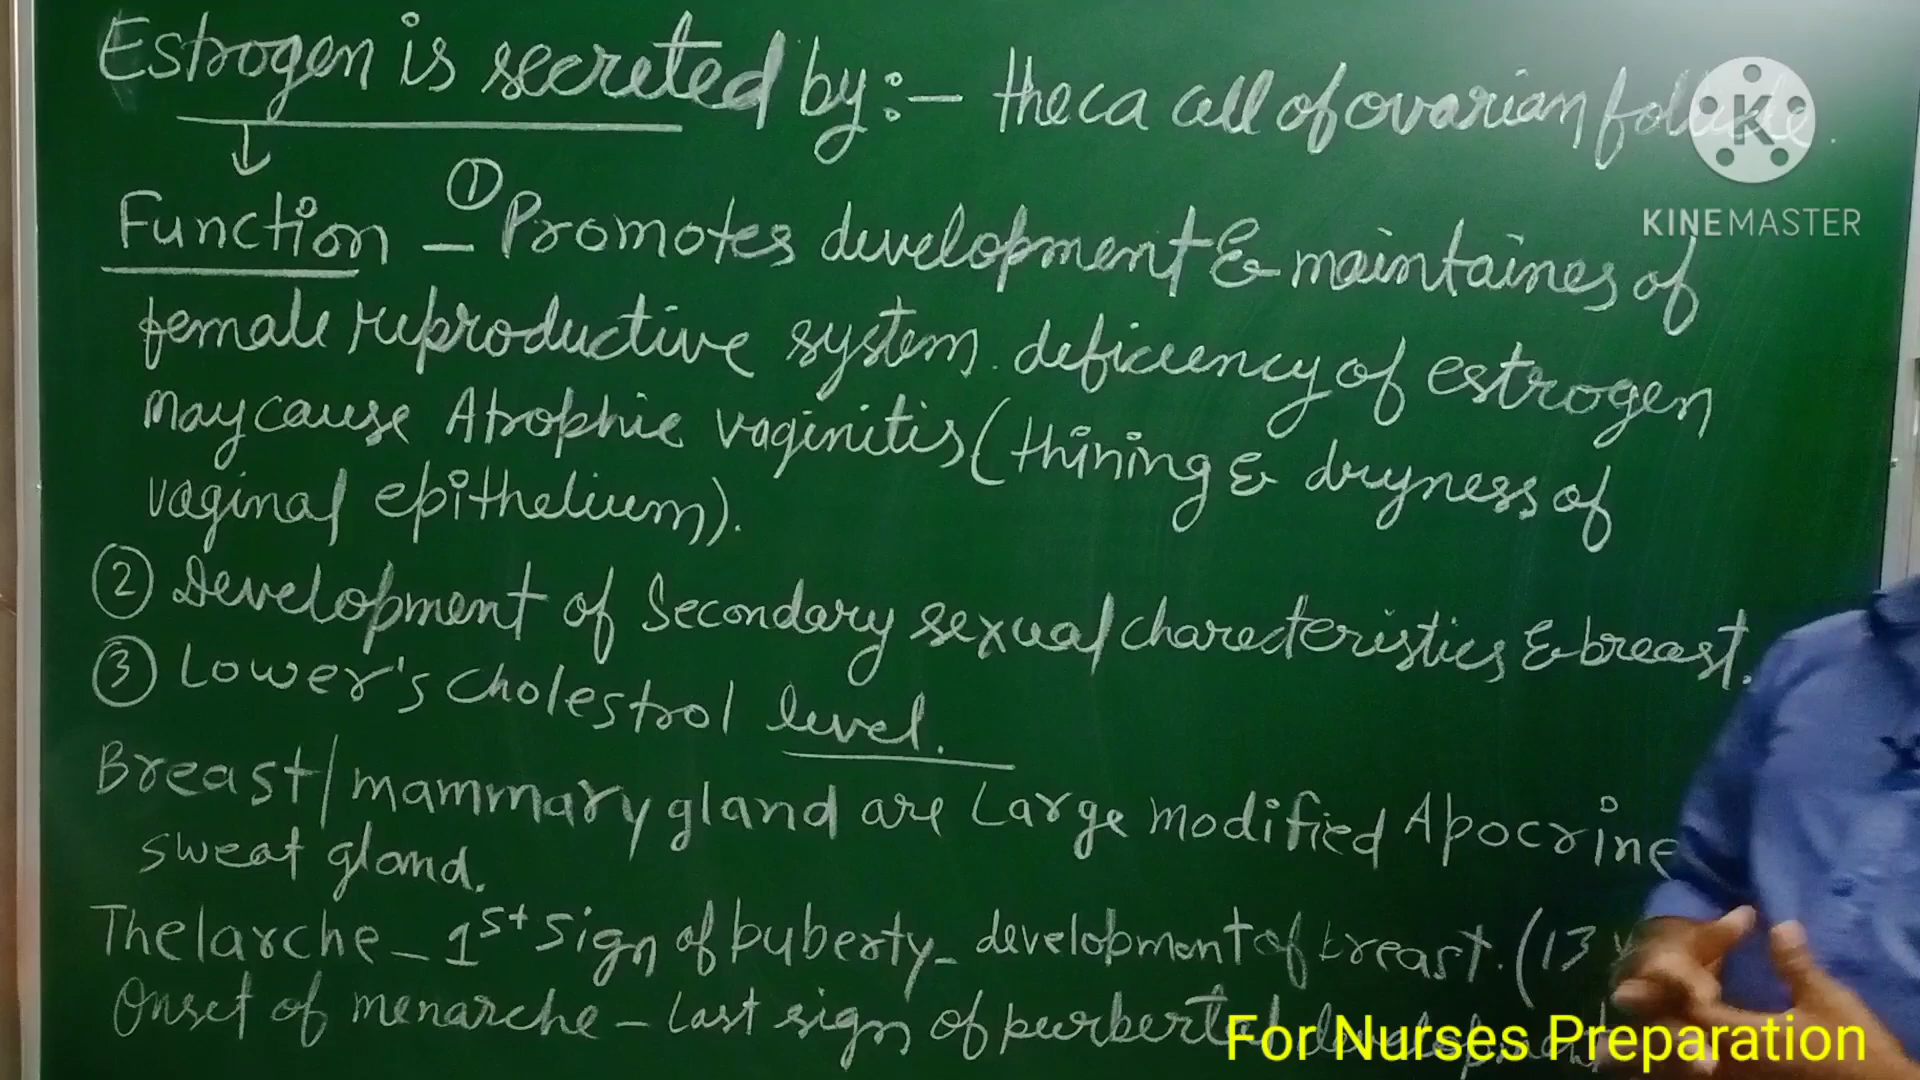 Estrogen is secreted by:- theca cell of ovarian follicle.
K
KINEMASTER
Function - ① Promotes development & maintaines of
female reproductive system. deficiency of estrogen
may cause Atrophic vaginitis (thining & dryness of
vaginal epithelium).
② Development of Secondary sexual charecteristics & breast.
③ Lower's cholestrol level.
Breast/mammary gland are Large modified Apocrine
sweat gland.
Thelarche - 1st sign of puberty - development of breast. (13
Onset of menarche - last sign of
For Nurses Preparation